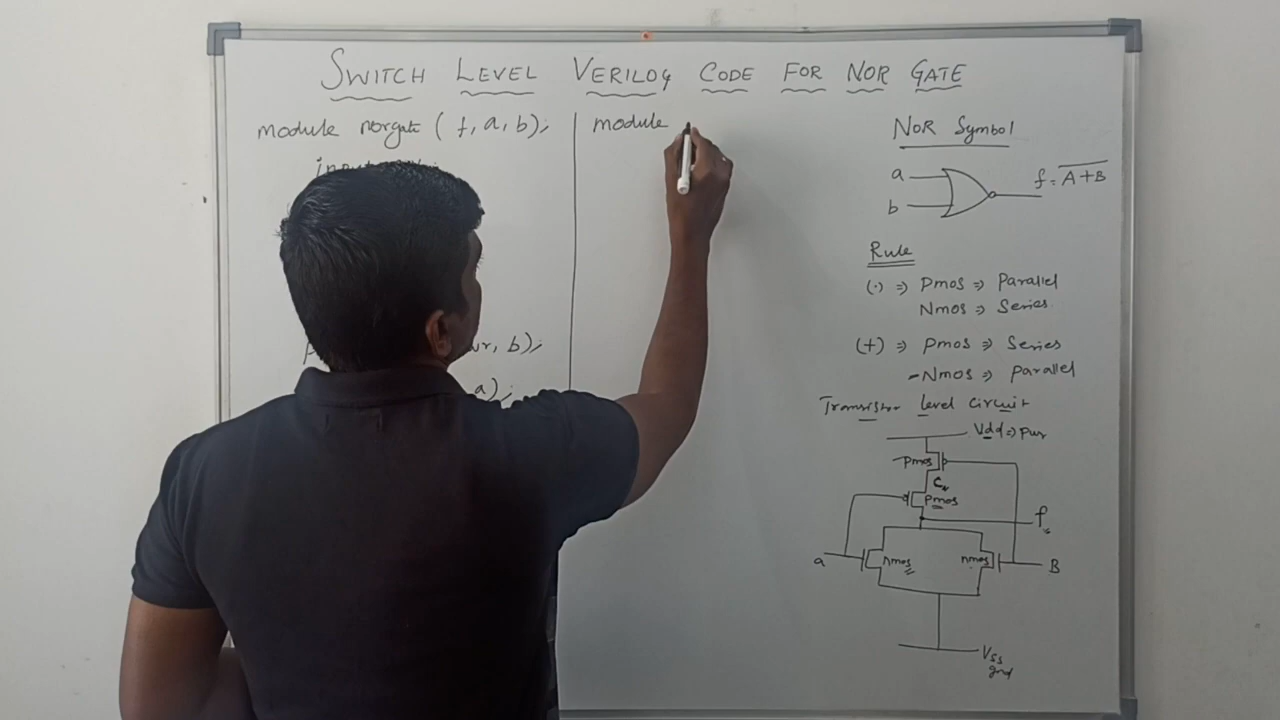 SWITCH LEVEL VERILOG CODE FOR NOR GATE
module norgate ( f, a, b);
r, b);
a);
module
NOR Symbol
a
b
f = A+B
Rule
(.) => Pmos => Parallel
Nmos => Series
(+) => Pmos => Series
-Nmos => Parallel
Transistor Level Circuit
Vdd => Pwr
Pmos
C
Pmos
f
a
nmos
nmos
B
Vss
gnd